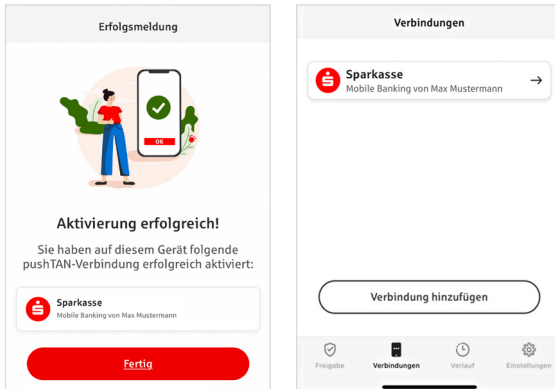 Erfolgsmeldung
OK
Aktivierung erfolgreich!
Sie haben auf diesem Gerät folgende
pushTAN-Verbindung erfolgreich aktiviert:
Sparkasse
Mobile Banking von Max Mustermann
Fertig
Verbindungen
Sparkasse
Mobile Banking von Max Mustermann
Verbindung hinzufügen
Freigabe
Verbindungen
Verlauf
Einstellungen